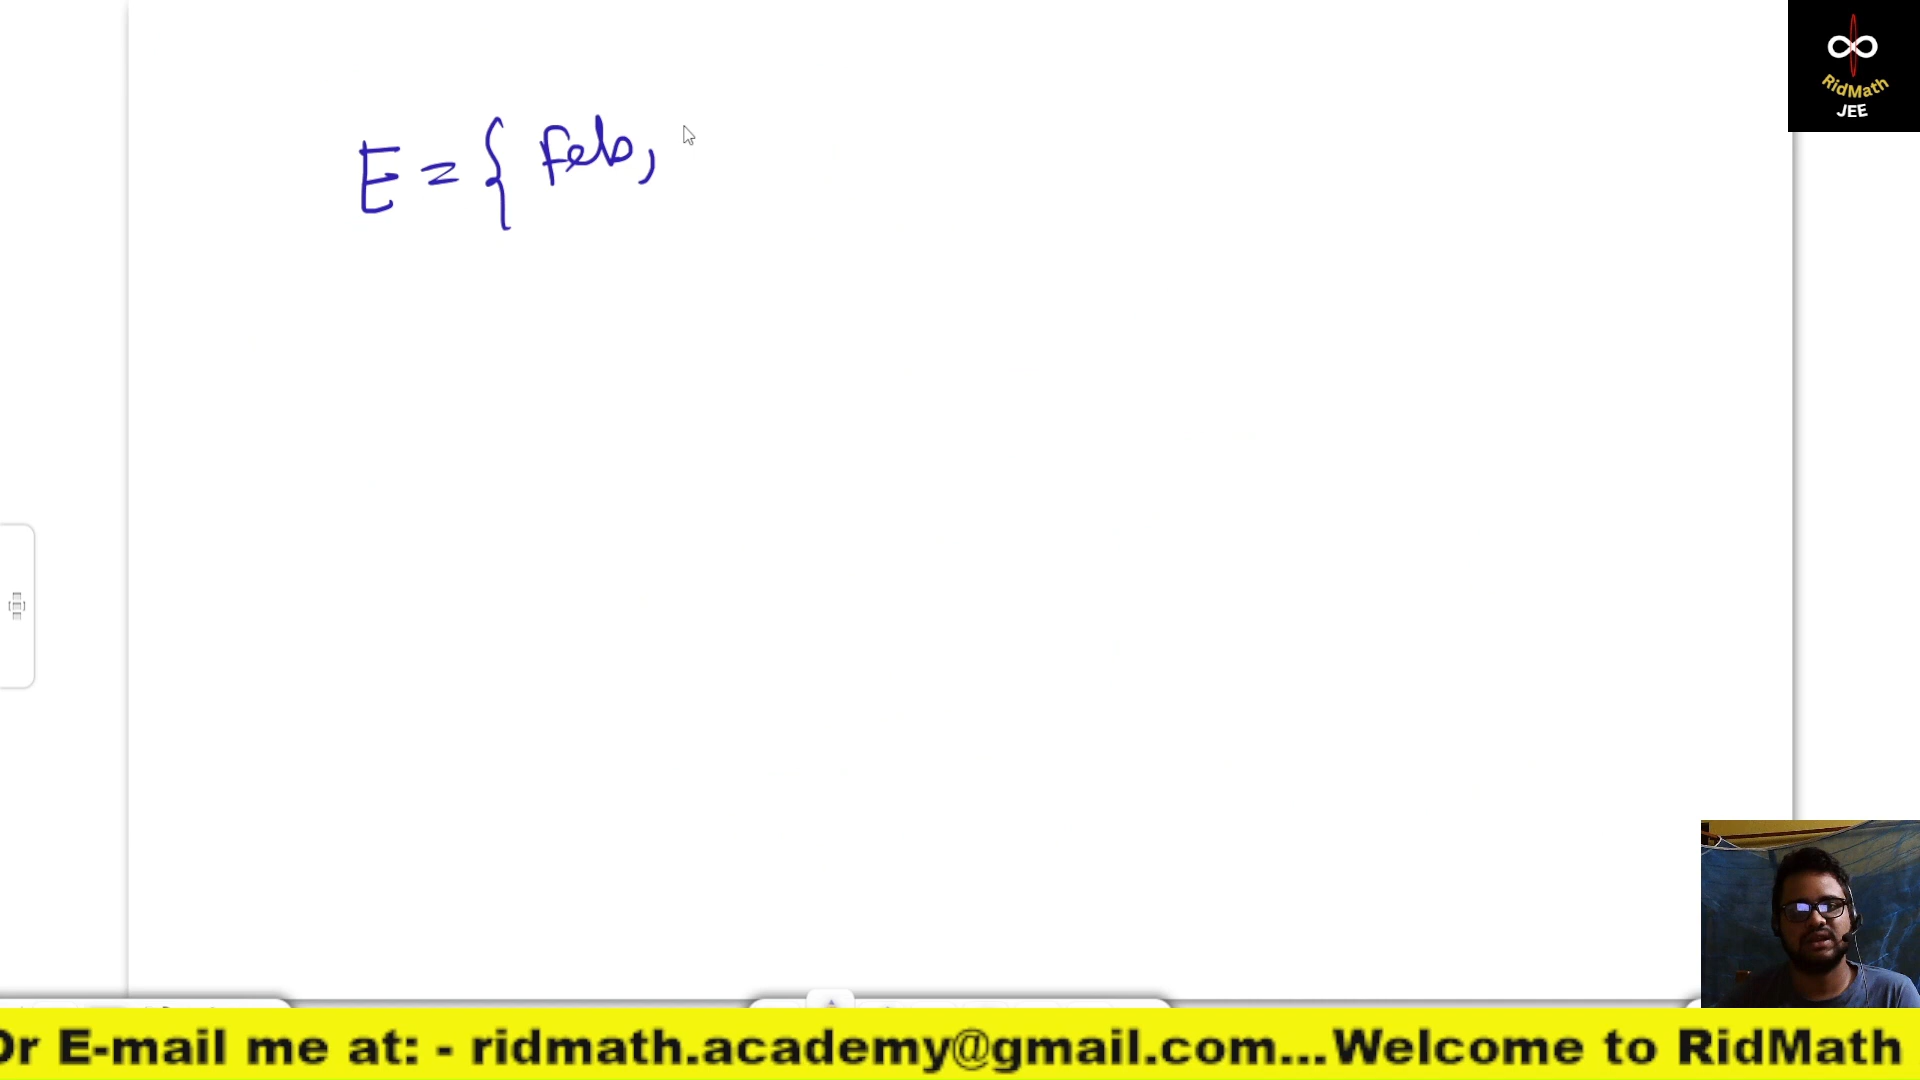 RidMath
JEE
E = { Feb,
Or E-mail me at: - ridmath.academy@gmail.com...Welcome to RidMath